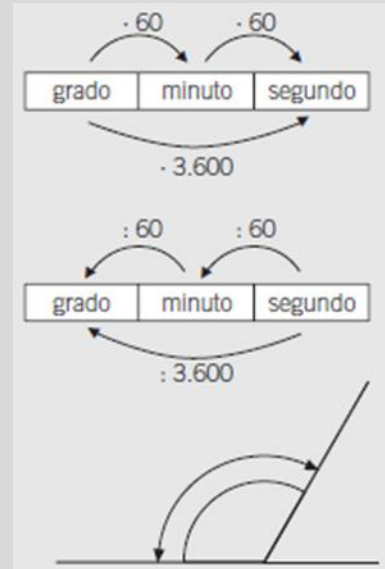 · 60 · 60
grado minuto segundo
· 3.600
: 60 : 60
grado minuto segundo
: 3.600